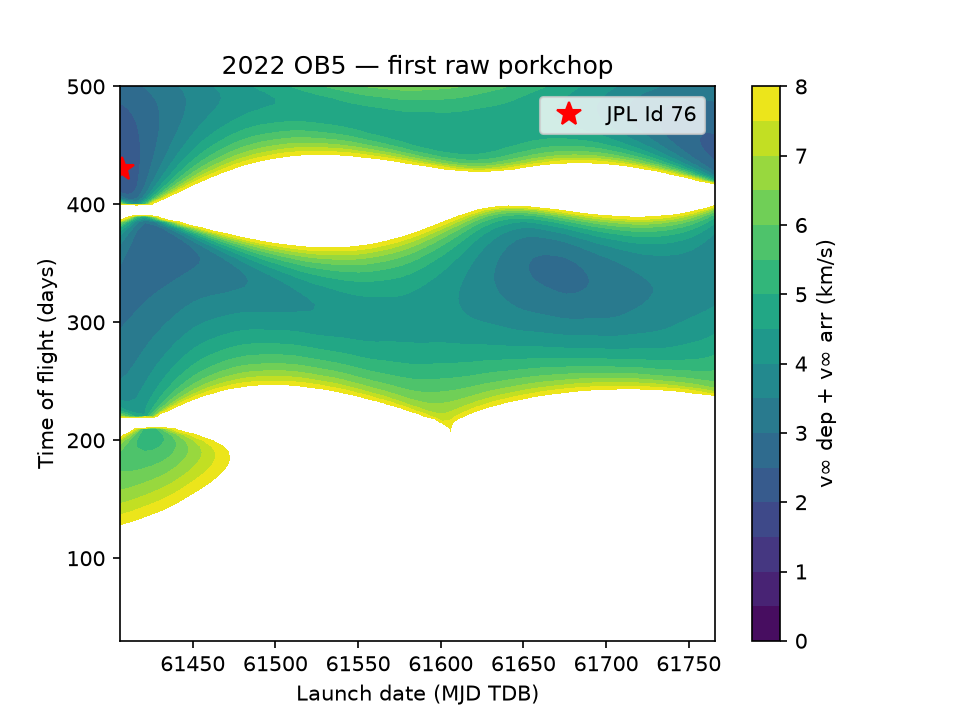 2022 OB5 — first raw porkchop
JPL Id 76
500
400
300
200
100
Time of flight (days)
61450 61500 61550 61600 61650 61700 61750
Launch date (MJD TDB)
8
7
6
5
4
3
2
1
0
v∞ dep + v∞ arr (km/s)